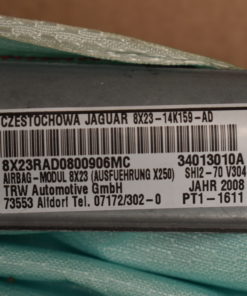 CZESTOCHOWA JAGUAR 8X23-14K159-AD
8X23RAD0800906MC 34013010A
AIRBAG-MODUL 8X23 (AUSFUEHRUNG X250) SHI2-70 V304
TRW Automotive GmbH JAHR 2008
73553 Alldorf Tel. 07172/302-0 PT1-1611